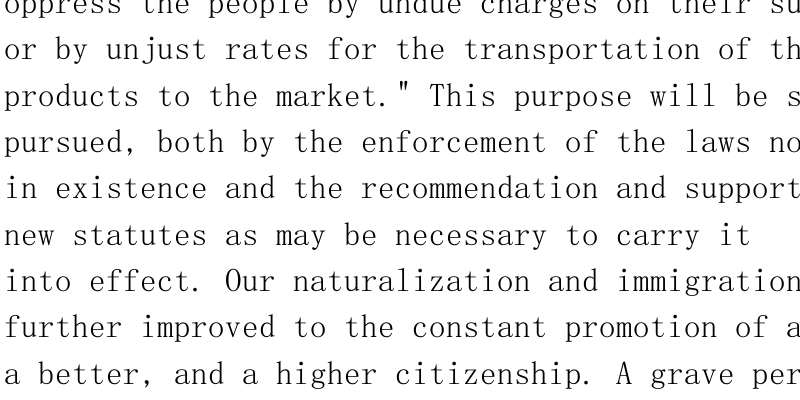 oppress the people by undue charges on their su
or by unjust rates for the transportation of th
products to the market." This purpose will be s
pursued, both by the enforcement of the laws no
in existence and the recommendation and support
new statutes as may be necessary to carry it
into effect. Our naturalization and immigration
further improved to the constant promotion of a
a better, and a higher citizenship. A grave per